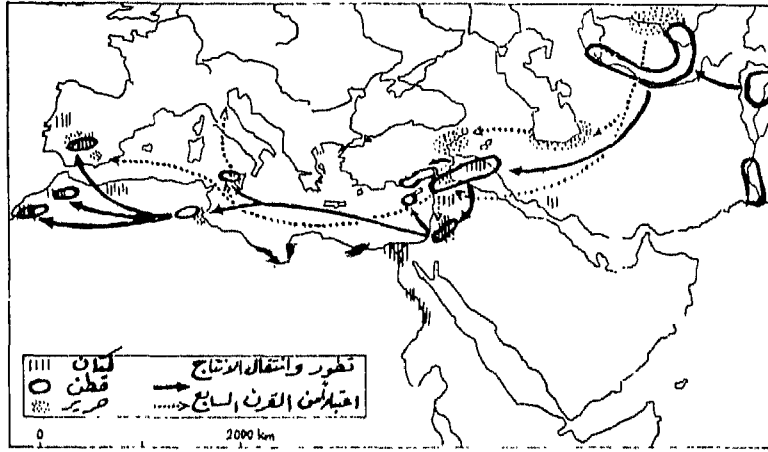 تطور وانتقال الانتاج كتان
اعتباراً من القرن السابع قطن
حرير
0 2000 km